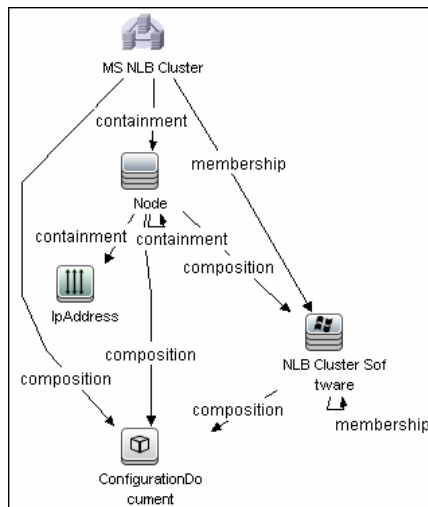 MS NLB Cluster
containment
membership
Node
containment
containment
composition
IpAddress
composition
NLB Cluster Sof
tware
composition
composition
membership
ConfigurationDo
cument